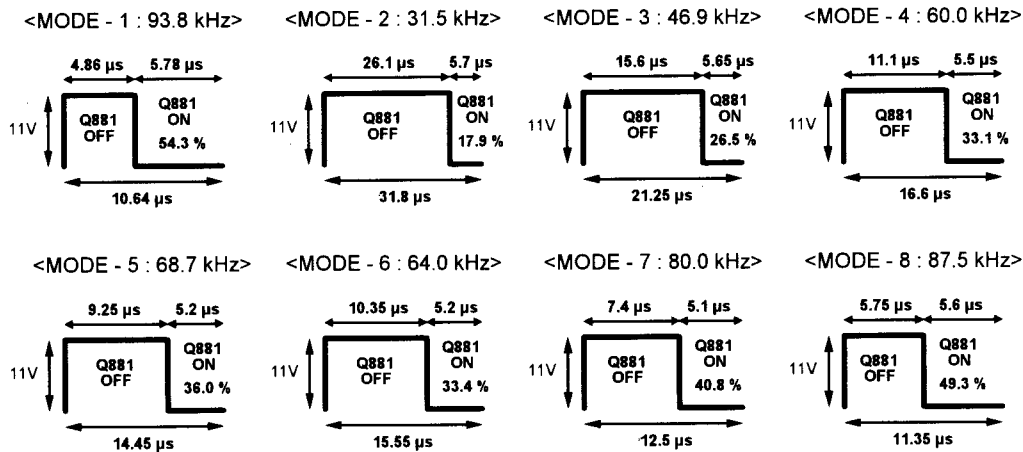 <MODE - 1 : 93.8 kHz>
4.86 µs 5.78 µs
11V
Q881
OFF
Q881
ON
54.3 %
10.64 µs
<MODE - 2 : 31.5 kHz>
26.1 µs 5.7 µs
11V
Q881
OFF
Q881
ON
17.9 %
31.8 µs
<MODE - 3 : 46.9 kHz>
15.6 µs 5.65 µs
11V
Q881
OFF
Q881
ON
26.5 %
21.25 µs
<MODE - 4 : 60.0 kHz>
11.1 µs 5.5 µs
11V
Q881
OFF
Q881
ON
33.1 %
16.6 µs
<MODE - 5 : 68.7 kHz>
9.25 µs 5.2 µs
11V
Q881
OFF
Q881
ON
36.0 %
14.45 µs
<MODE - 6 : 64.0 kHz>
10.35 µs 5.2 µs
11V
Q881
OFF
Q881
ON
33.4 %
15.55 µs
<MODE - 7 : 80.0 kHz>
7.4 µs 5.1 µs
11V
Q881
OFF
Q881
ON
40.8 %
12.5 µs
<MODE - 8 : 87.5 kHz>
5.75 µs 5.6 µs
11V
Q881
OFF
Q881
ON
49.3 %
11.35 µs